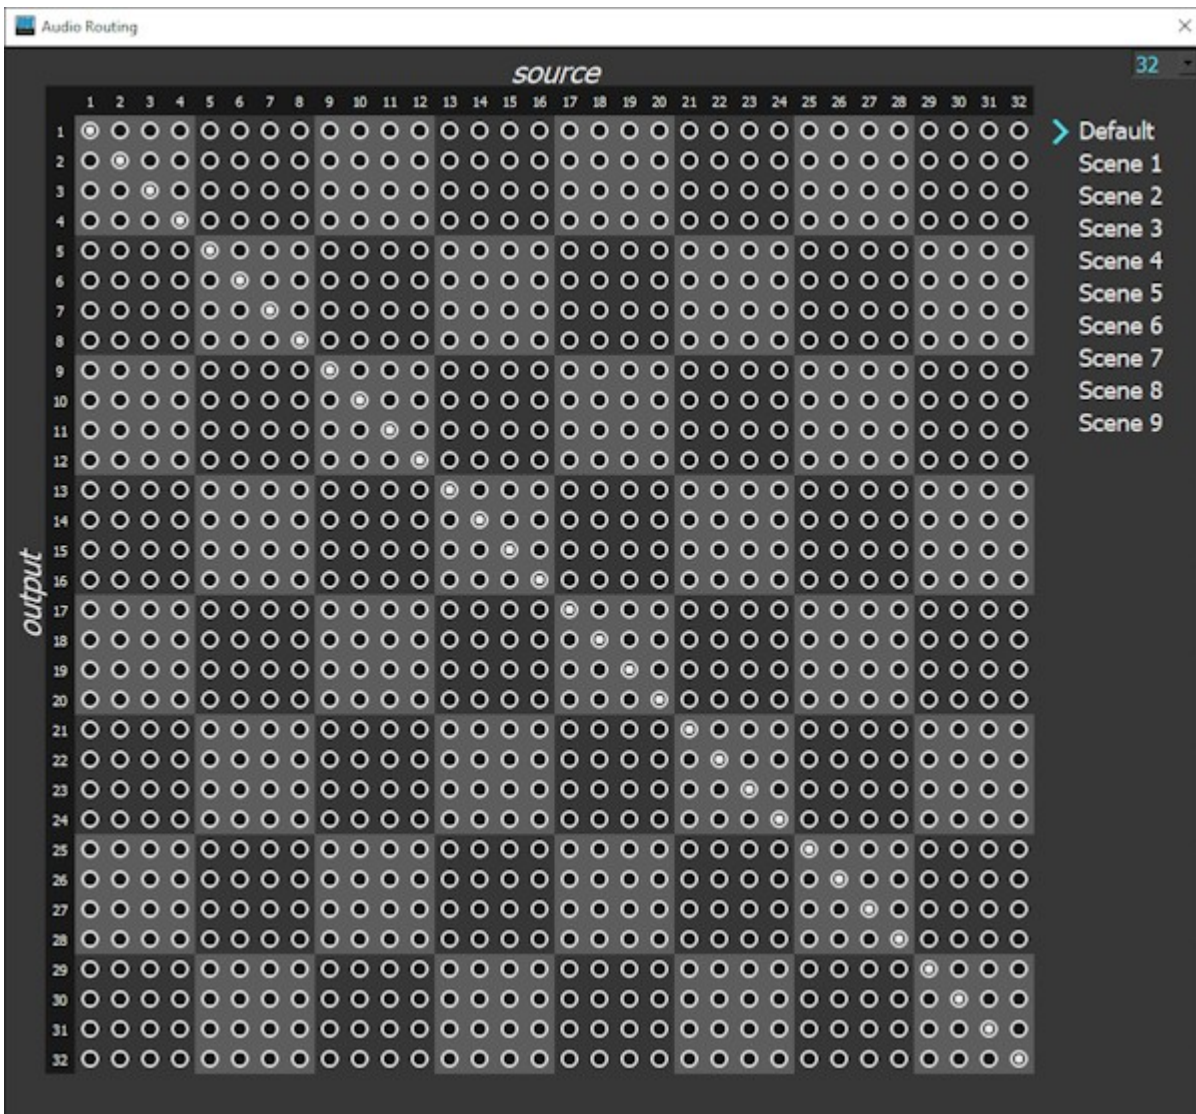 Audio Routing
32
source
1 2 3 4 5 6 7 8 9 10 11 12 13 14 15 16 17 18 19 20 21 22 23 24 25 26 27 28 29 30 31 32
output
1
2
3
4
5
6
7
8
9
10
11
12
13
14
15
16
17
18
19
20
21
22
23
24
25
26
27
28
29
30
31
32
Default
Scene 1
Scene 2
Scene 3
Scene 4
Scene 5
Scene 6
Scene 7
Scene 8
Scene 9